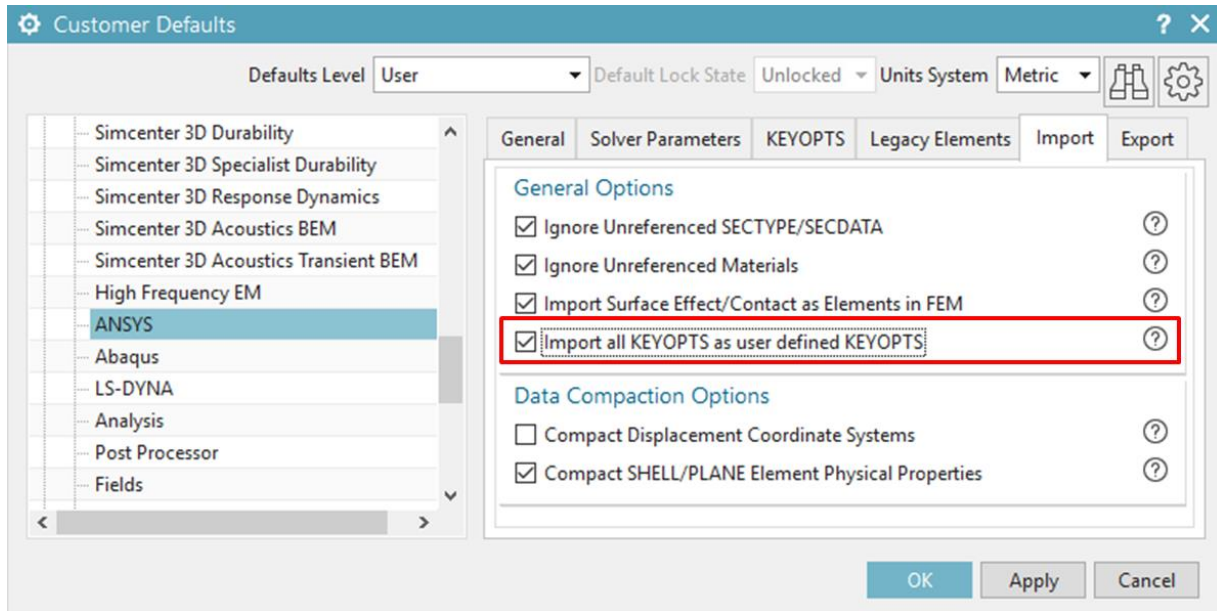 Customer Defaults
? ✕
Defaults Level User Default Lock State Unlocked Units System Metric
Simcenter 3D Durability
Simcenter 3D Specialist Durability
Simcenter 3D Response Dynamics
Simcenter 3D Acoustics BEM
Simcenter 3D Acoustics Transient BEM
High Frequency EM
ANSYS
Abaqus
LS-DYNA
Analysis
Post Processor
Fields
General Solver Parameters KEYOPTS Legacy Elements Import Export
General Options
Ignore Unreferenced SECTYPE/SECDATA ?
Ignore Unreferenced Materials ?
Import Surface Effect/Contact as Elements in FEM ?
Import all KEYOPTS as user defined KEYOPTS ?
Data Compaction Options
Compact Displacement Coordinate Systems ?
Compact SHELL/PLANE Element Physical Properties ?
OK Apply Cancel